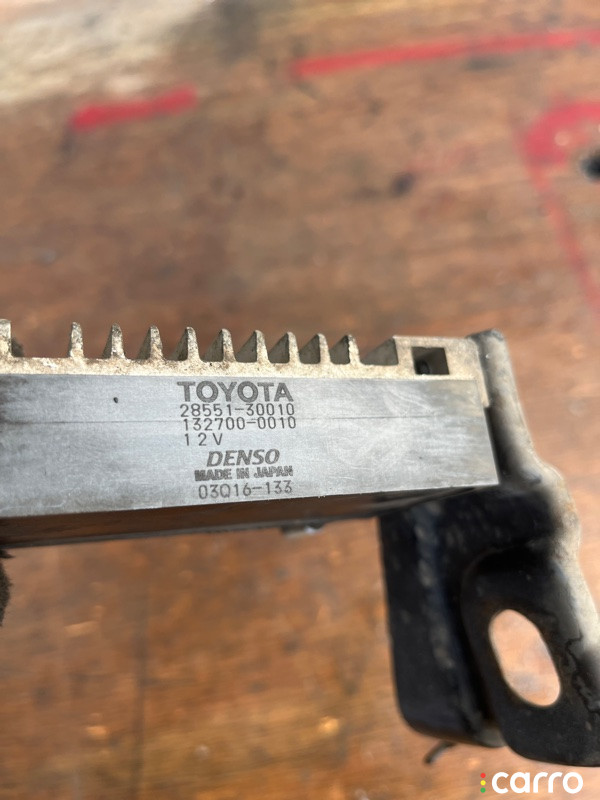 TOYOTA
28551-30010
132700-0010
12V
DENSO
MADE IN JAPAN
03Q16-133
carro